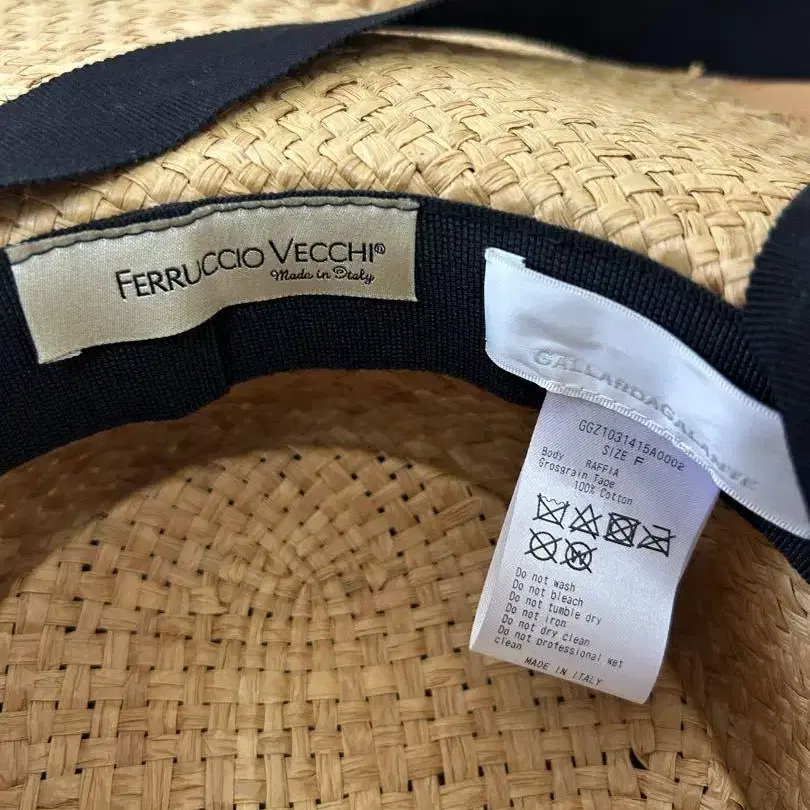 FERRUCCIO VECCHI®
Made in Italy
GALLARDAGALANTE
GGZ1031415A0002
SIZE F
Body RAFFIA
Grosgrain Tape
100% Cotton
Do not wash
Do not bleach
Do not tumble dry
Do not iron
Do not dry clean
Do not professional wet
clean
MADE IN ITALY